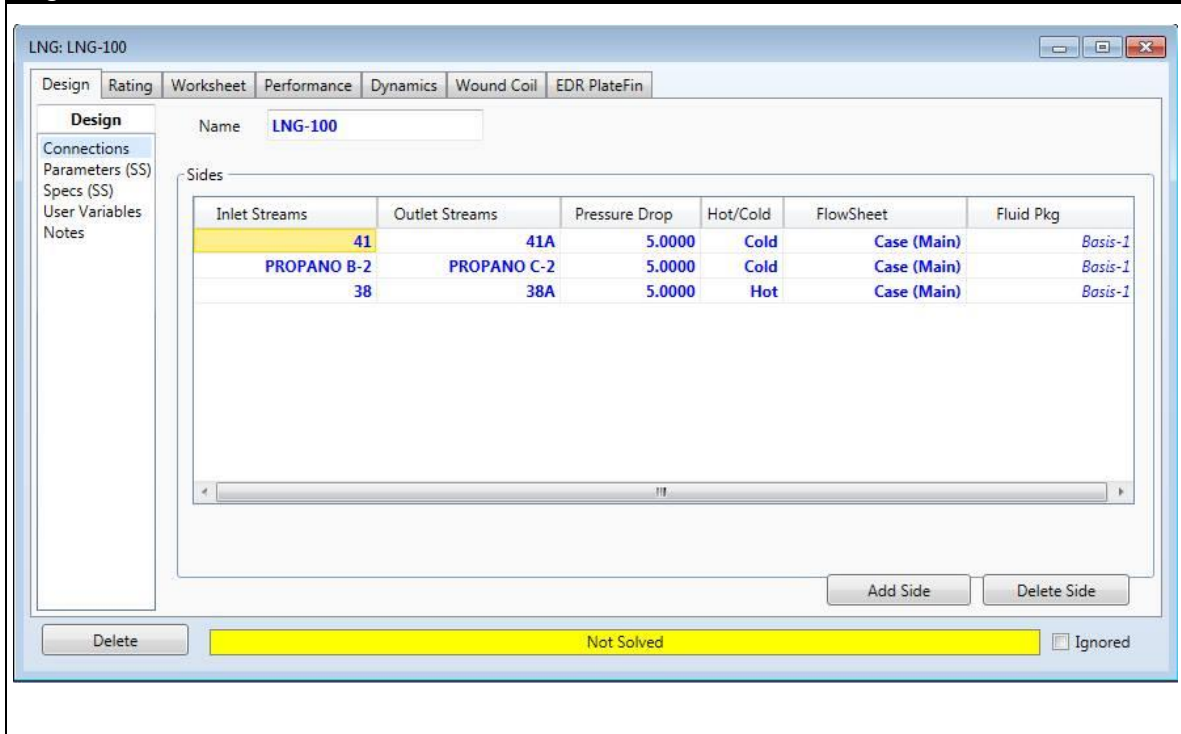 LNG: LNG-100
Design Rating Worksheet Performance Dynamics Wound Coil EDR PlateFin
Design
Connections
Parameters (SS)
Specs (SS)
User Variables
Notes
Name LNG-100
Sides
Inlet Streams Outlet Streams Pressure Drop Hot/Cold FlowSheet Fluid Pkg
41 41A 5.0000 Cold Case (Main) Basis-1
PROPANO B-2 PROPANO C-2 5.0000 Cold Case (Main) Basis-1
38 38A 5.0000 Hot Case (Main) Basis-1
Add Side Delete Side
Delete Not Solved Ignored